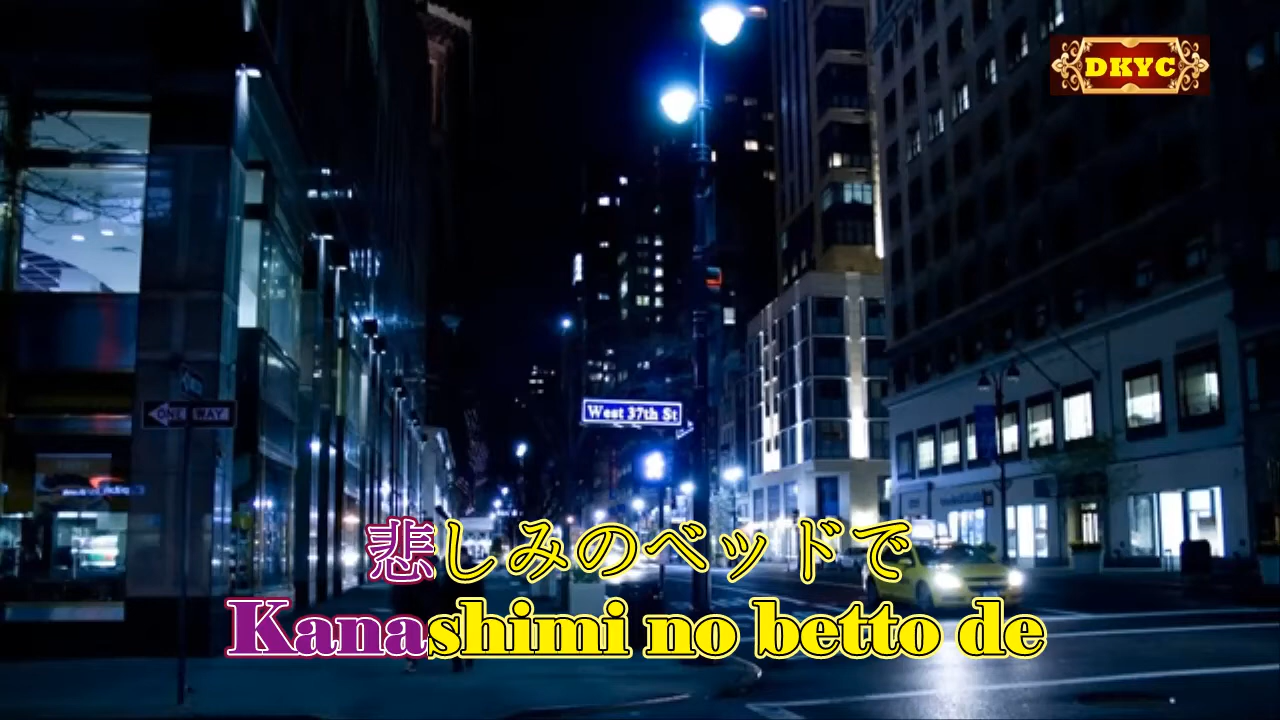 DKYC
West 37th St
ONE WAY
悲しみのベッドで
Kanashimi no betto de